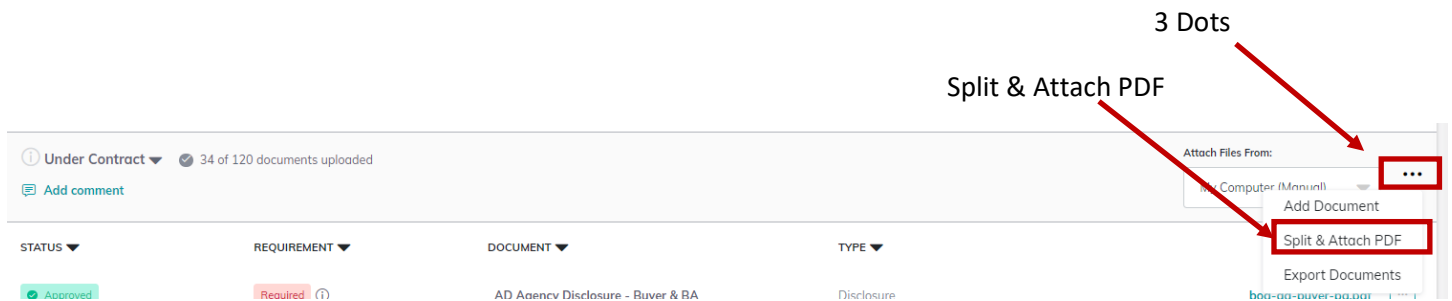 3 Dots
Split & Attach PDF
Under Contract 34 of 120 documents uploaded
Attach Files From:
Add comment
My Computer (Manual)
Add Document
Split & Attach PDF
Export Documents
STATUS REQUIREMENT DOCUMENT TYPE
Approved Required AD Agency Disclosure - Buyer & BA Disclosure